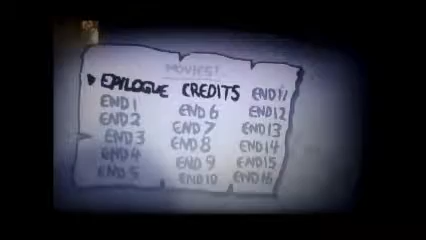 MOVIES!
EPILOGUE CREDITS END 11
END 1 END 6 END 12
END 2 END 7 END 13
END 3 END 8 END 14
END 4 END 9 END 15
END 5 END 10 END 16